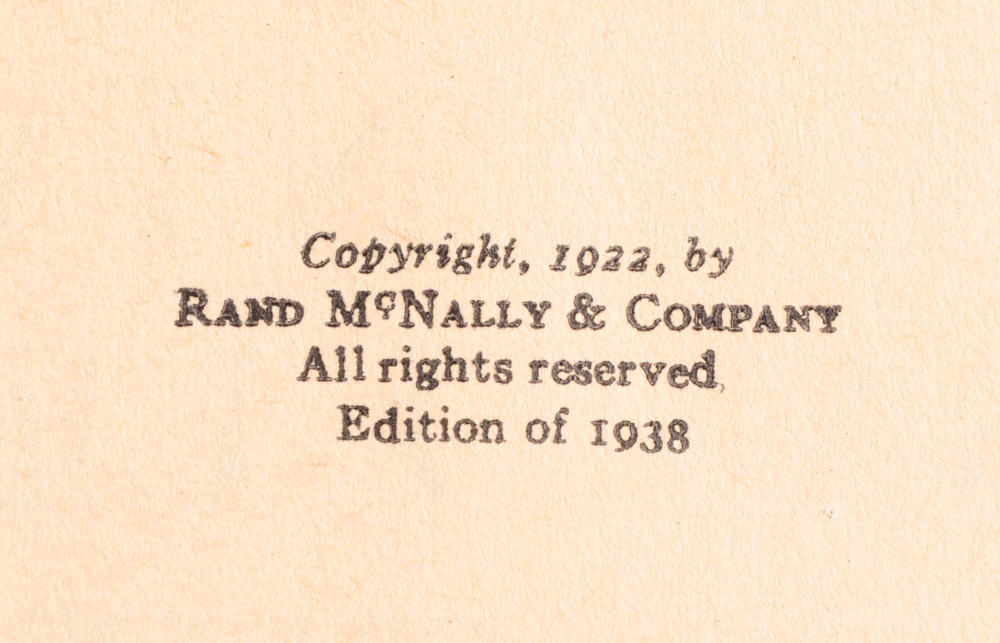 Copyright, 1922, by
RAND MᶜNALLY & COMPANY
All rights reserved,
Edition of 1938